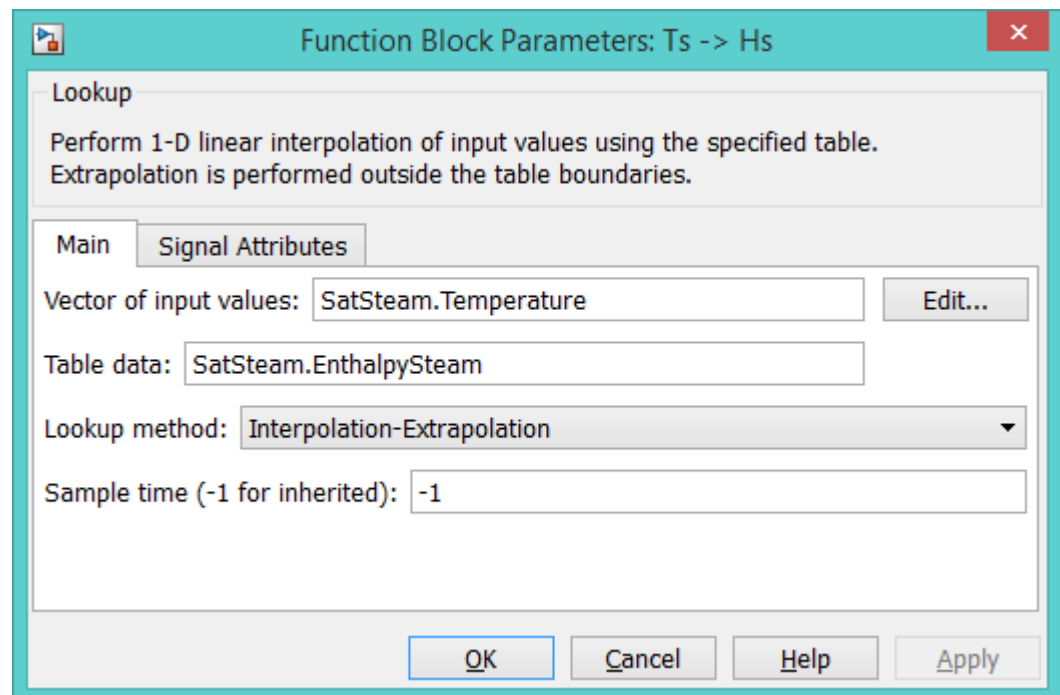 Function Block Parameters: Ts -> Hs
Lookup
Perform 1-D linear interpolation of input values using the specified table.
Extrapolation is performed outside the table boundaries.
Main Signal Attributes
Vector of input values: SatSteam.Temperature Edit...
Table data: SatSteam.EnthalpySteam
Lookup method: Interpolation-Extrapolation
Sample time (-1 for inherited): -1
OK Cancel Help Apply